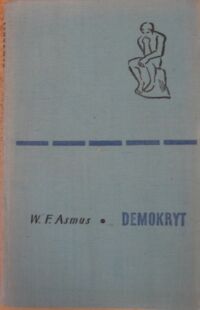 W. F. Asmus • DEMOKRYT